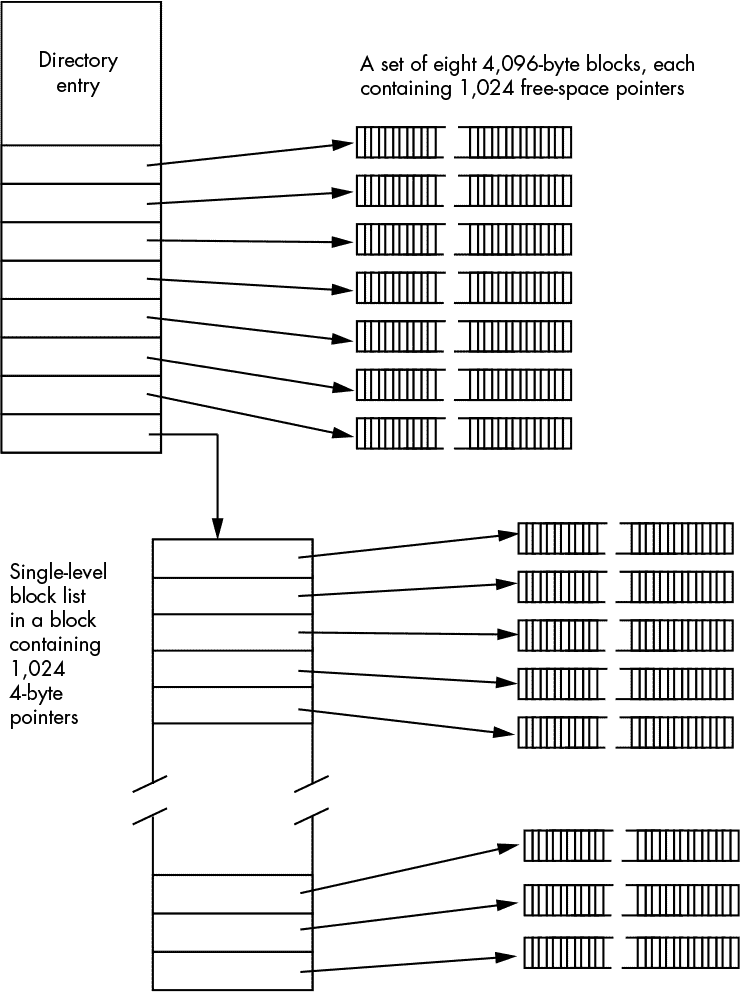 Directory
entry
A set of eight 4,096-byte blocks, each
containing 1,024 free-space pointers
Single-level
block list
in a block
containing
1,024
4-byte
pointers